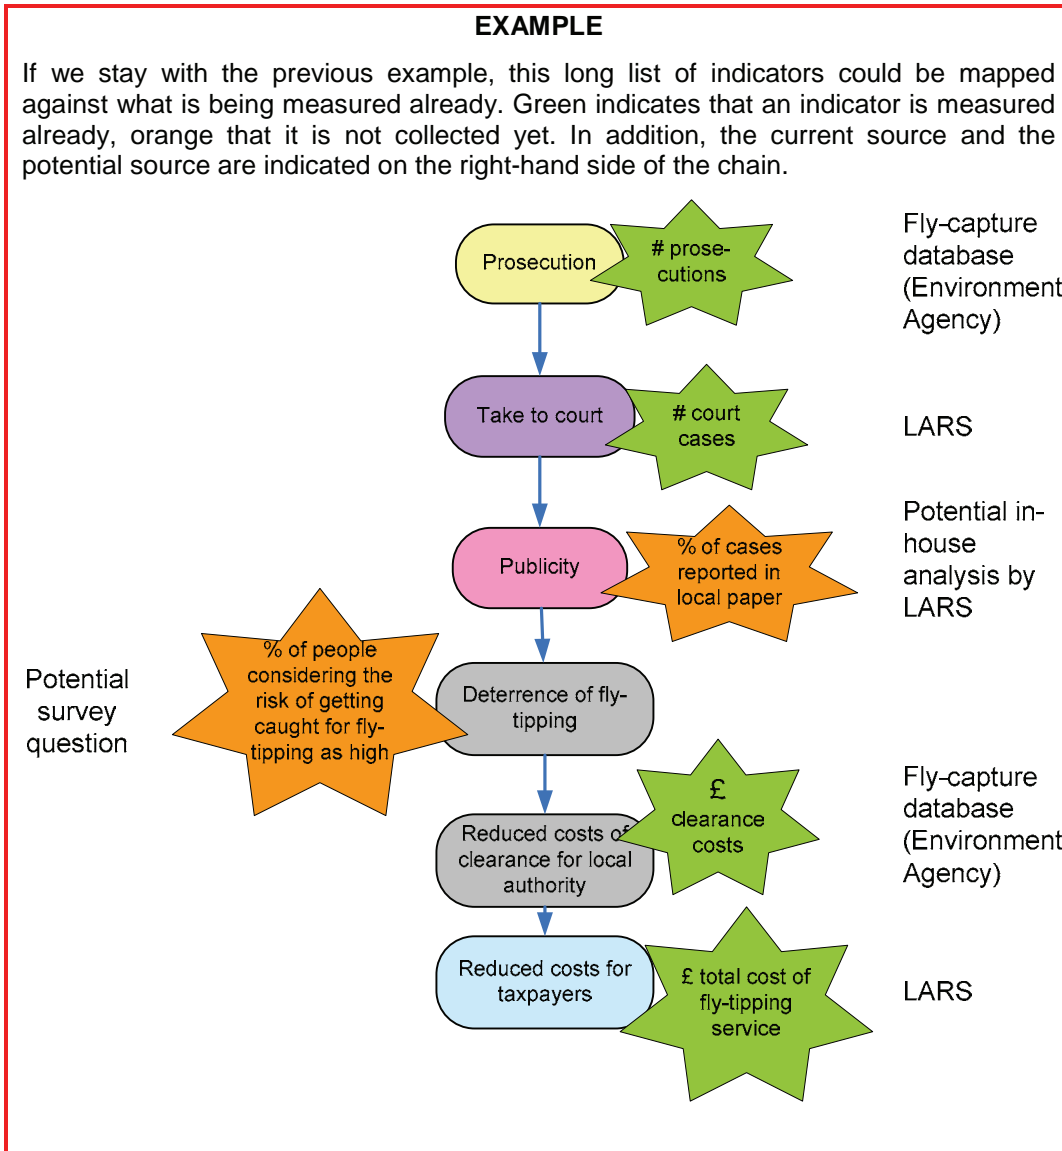 EXAMPLE
If we stay with the previous example, this long list of indicators could be mapped
against what is being measured already. Green indicates that an indicator is measured
already, orange that it is not collected yet. In addition, the current source and the
potential source are indicated on the right-hand side of the chain.
Prosecution
# prose-
cutions
Fly-capture
database
(Environment
Agency)
Take to court
# court
cases
LARS
Publicity
% of cases
reported in
local paper
Potential in-
house
analysis by
LARS
Potential
survey
question
% of people
considering the
risk of getting
caught for fly-
tipping as high
Deterrence of fly-
tipping
Reduced costs of
clearance for local
authority
£
clearance
costs
Fly-capture
database
(Environment
Agency)
Reduced costs for
taxpayers
£ total cost of
fly-tipping
service
LARS